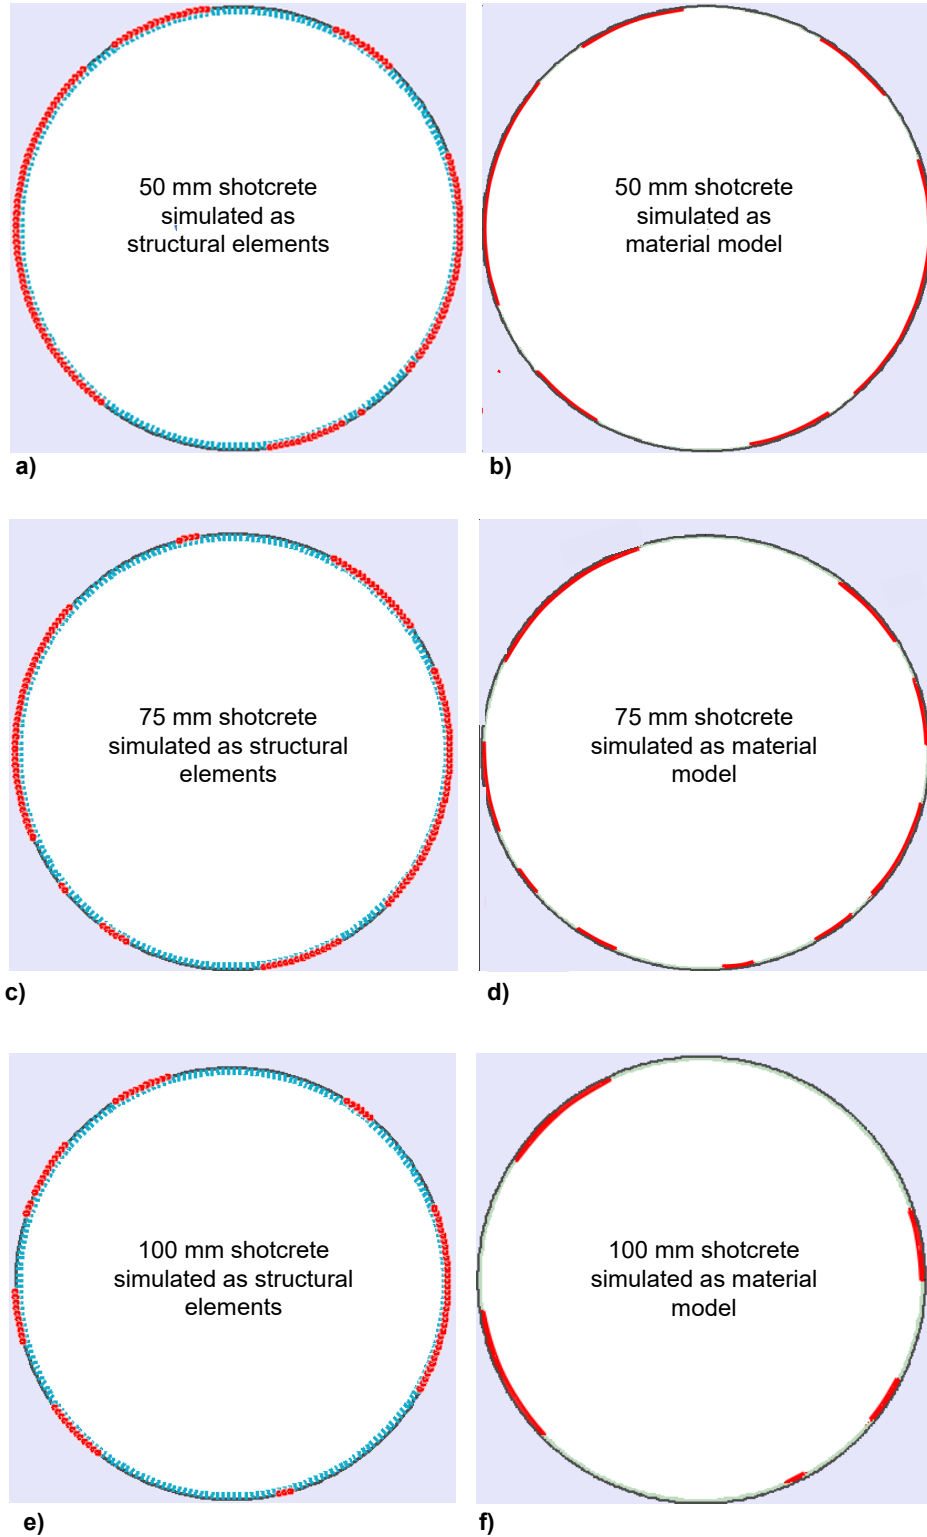 50 mm shotcrete
simulated as
structural elements
50 mm shotcrete
simulated as
material model
a)
b)
75 mm shotcrete
simulated as structural
elements
75 mm shotcrete
simulated as material
model
c)
d)
100 mm shotcrete
simulated as structural
elements
100 mm shotcrete
simulated as material
model
e)
f)